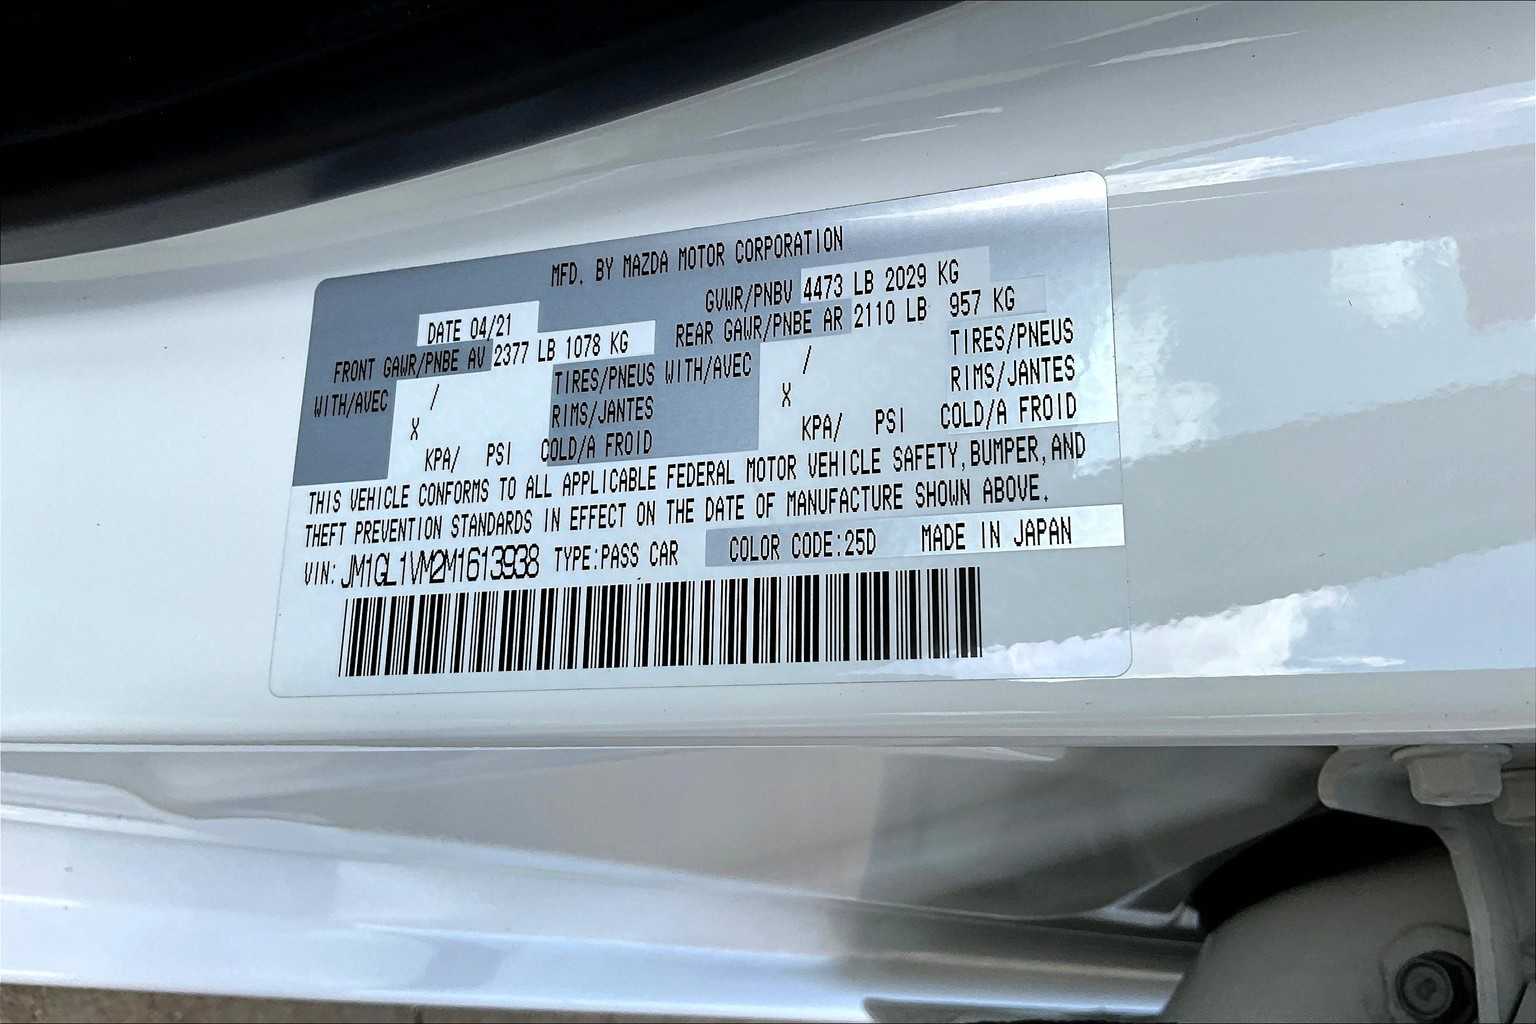 MFD. BY MAZDA MOTOR CORPORATION
DATE 04/21 GVWR/PNBV 4473 LB 2029 KG
FRONT GAWR/PNBE AV 2377 LB 1078 KG REAR GAWR/PNBE AR 2110 LB 957 KG
WITH/AVEC / TIRES/PNEUS WITH/AVEC / TIRES/PNEUS
X RIMS/JANTES X RIMS/JANTES
KPA/ PSI COLD/A FROID KPA/ PSI COLD/A FROID
THIS VEHICLE CONFORMS TO ALL APPLICABLE FEDERAL MOTOR VEHICLE SAFETY, BUMPER, AND
THEFT PREVENTION STANDARDS IN EFFECT ON THE DATE OF MANUFACTURE SHOWN ABOVE.
VIN: JM1GL1VM2M1613938 TYPE:PASS CAR COLOR CODE:25D MADE IN JAPAN